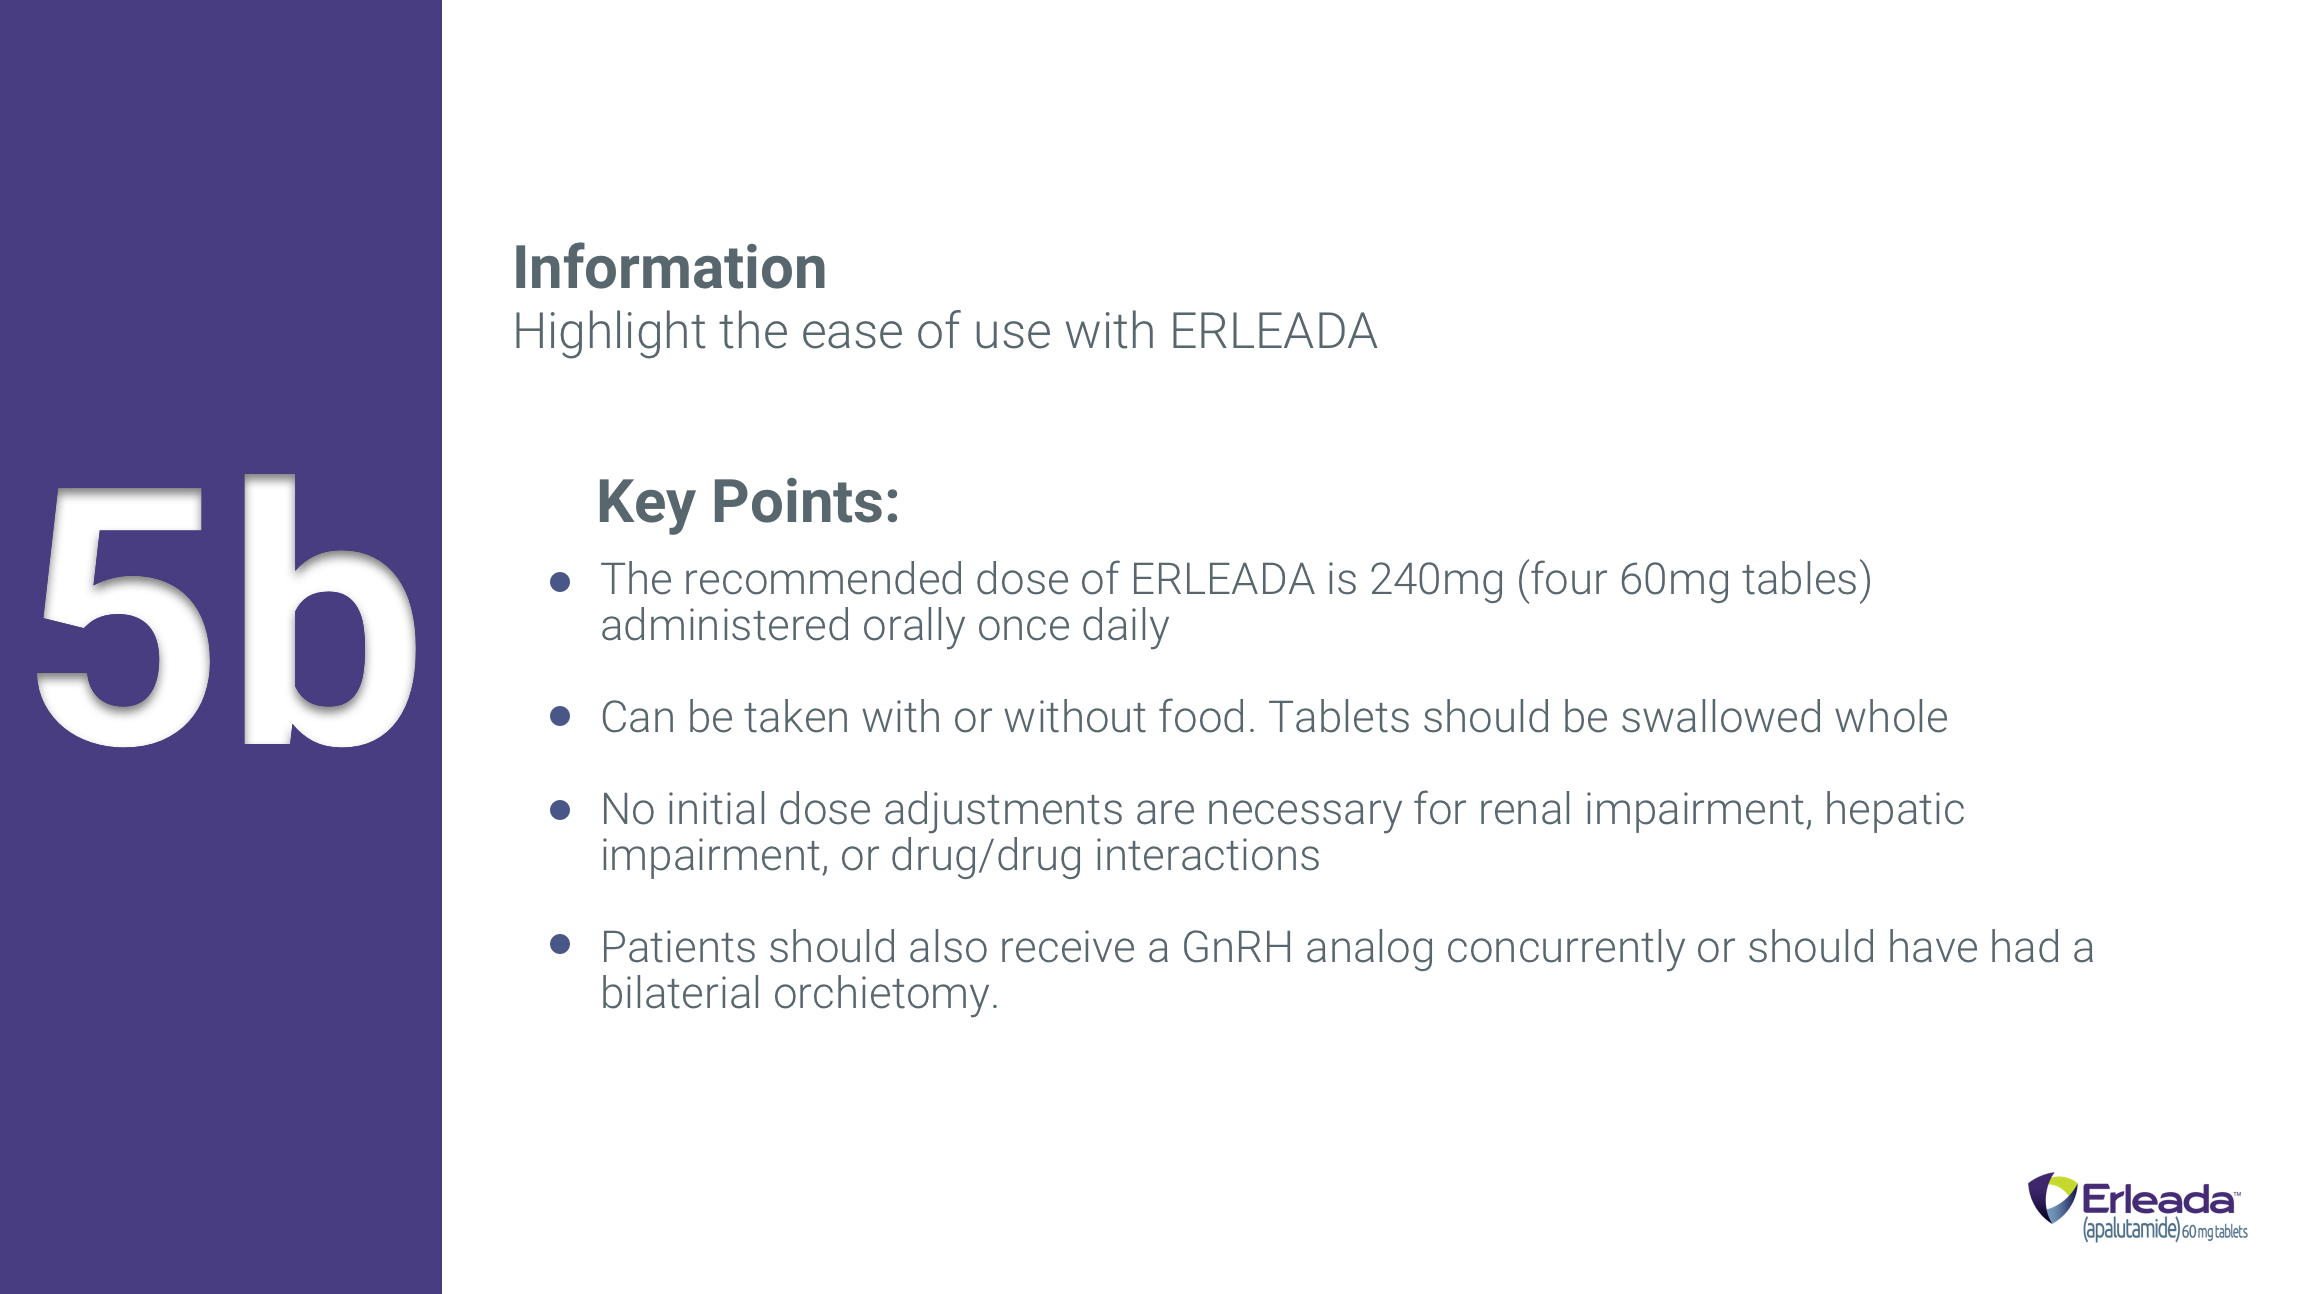 5b
Information
Highlight the ease of use with ERLEADA
Key Points:
The recommended dose of ERLEADA is 240mg (four 60mg tables)
administered orally once daily
Can be taken with or without food. Tablets should be swallowed whole
No initial dose adjustments are necessary for renal impairment, hepatic
impairment, or drug/drug interactions
Patients should also receive a GnRH analog concurrently or should have had a
bilaterial orchietomy.
Erleada™
(apalutamide) 60 mg tablets